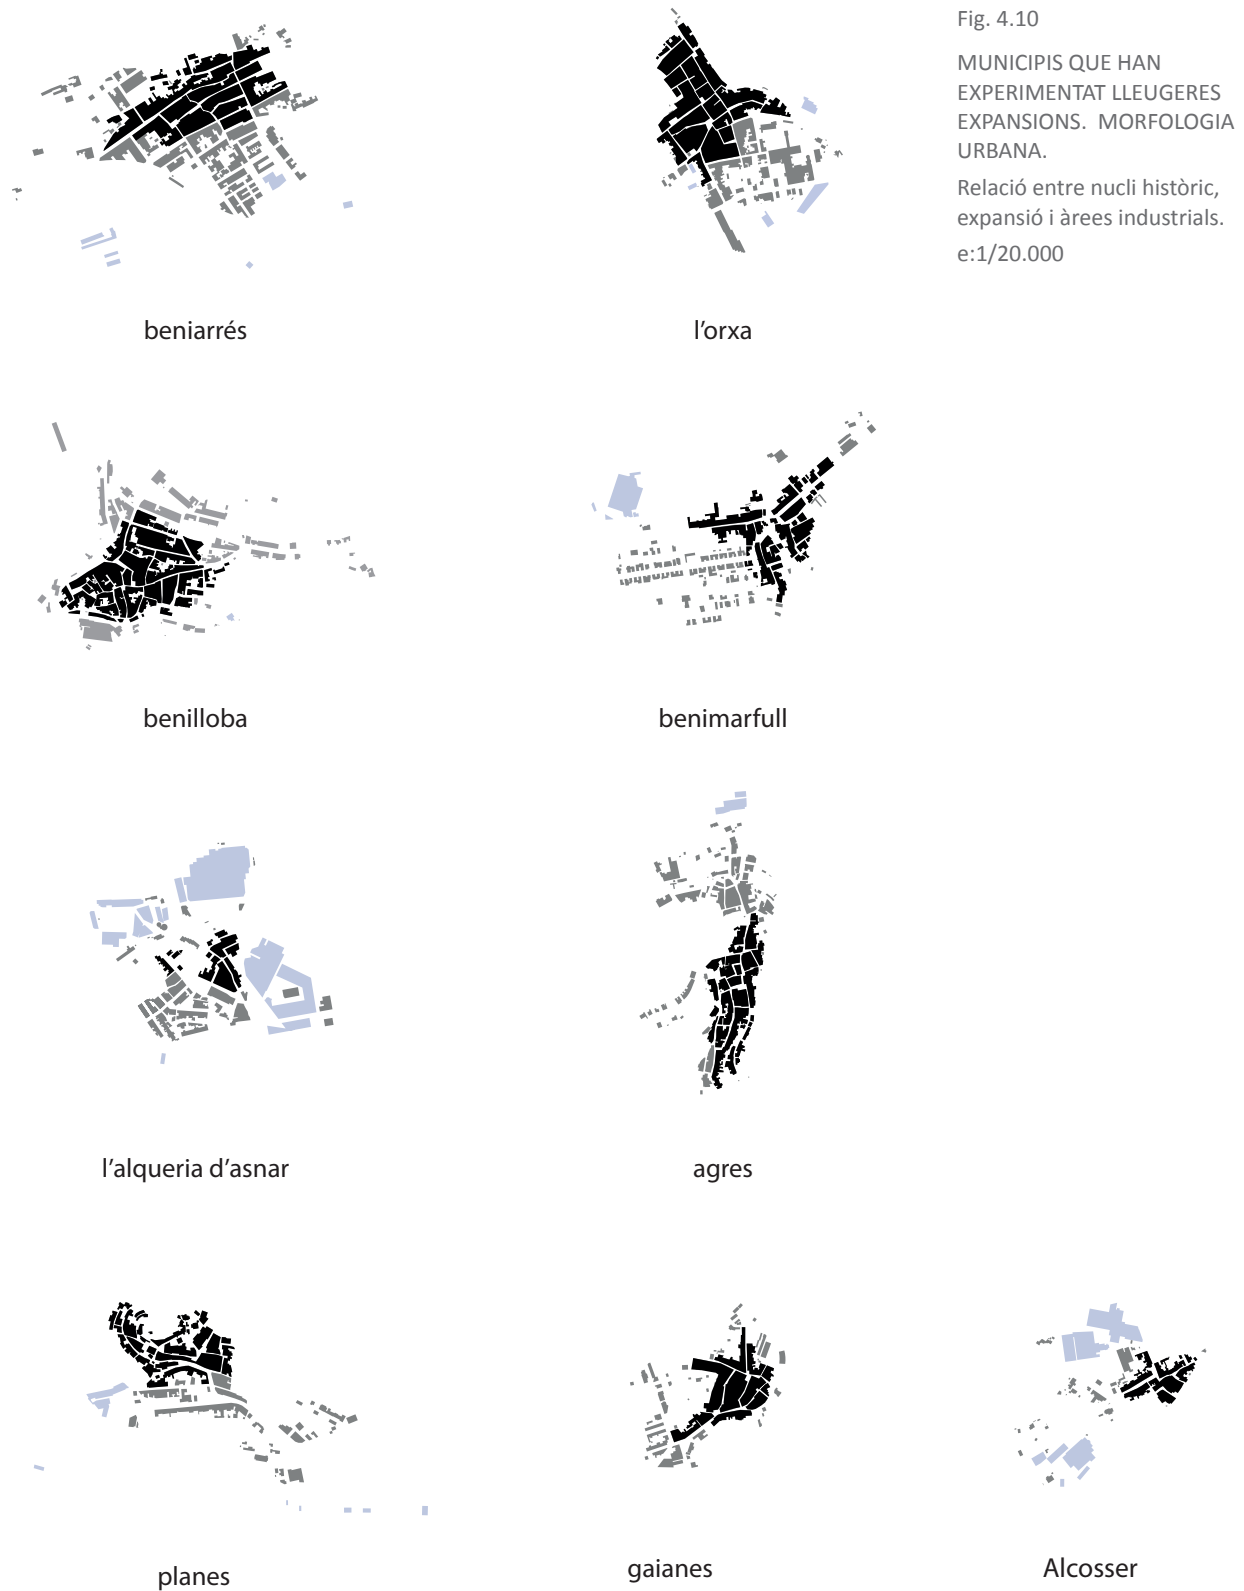 Fig. 4.10
MUNICIPIS QUE HAN
EXPERIMENTAT LLEUGERES
EXPANSIONS. MORFOLOGIA
URBANA.
Relació entre nucli històric,
expansió i àrees industrials.
e:1/20.000
beniarrés
l'orxa
benilloba
benimarfull
l'alqueria d'asnar
agres
planes
gaianes
Alcosser